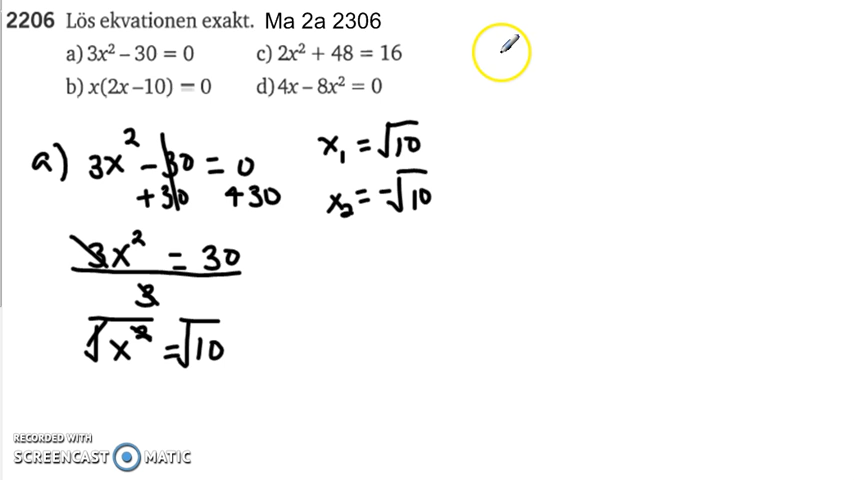 2206 Lös ekvationen exakt. Ma 2a 2306
a) 3x² – 30 = 0 c) 2x² + 48 = 16
b) x(2x –10) = 0 d) 4x – 8x² = 0
a) 3x² - 30 = 0
+30 +30
3x² = 30
3
√x² = √10
x₁ = √10
x₂ = -√10
RECORDED WITH
SCREENCAST MATIC